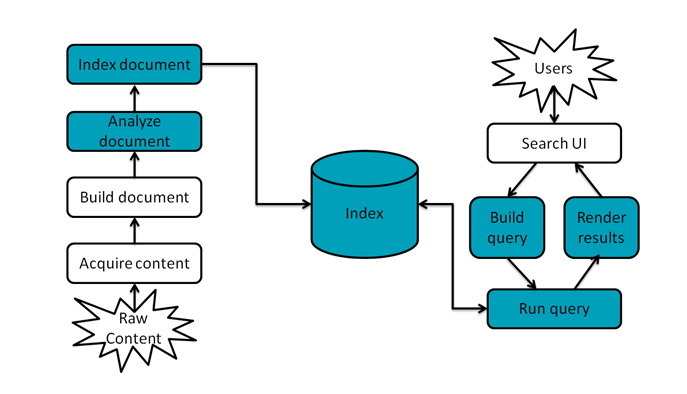 Index document
Analyze
document
Build document
Acquire content
Raw
Content
Index
Users
Search UI
Build
query
Render
results
Run query